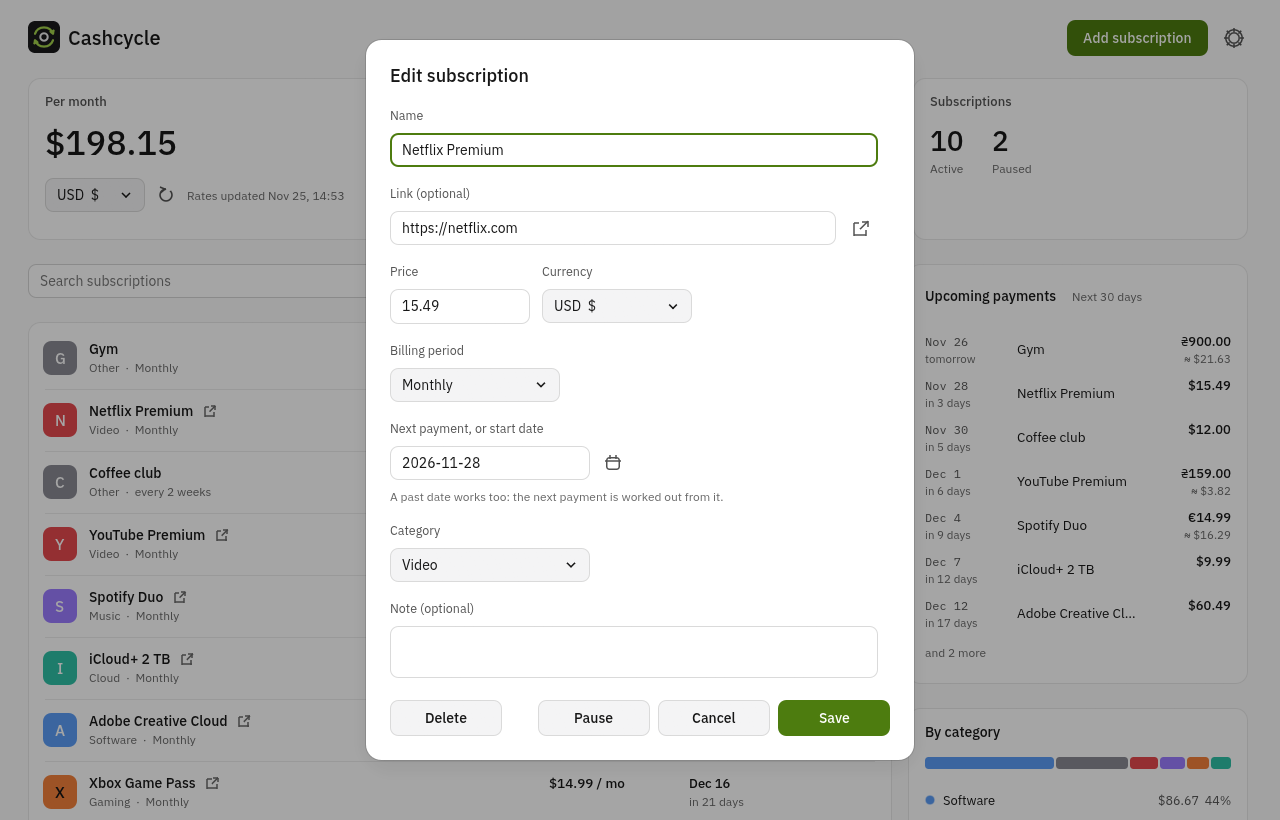 Cashcycle
Add subscription
Per month
$198.15
USD $
Rates updated Nov 25, 14:53
Subscriptions
10 2
Active Paused
Search subscriptions
G Gym
Other · Monthly
N Netflix Premium
Video · Monthly
C Coffee club
Other · every 2 weeks
Y YouTube Premium
Video · Monthly
S Spotify Duo
Music · Monthly
I iCloud+ 2 TB
Cloud · Monthly
A Adobe Creative Cloud
Software · Monthly
X Xbox Game Pass $14.99 / mo Dec 16
Gaming · Monthly in 21 days
Edit subscription
Name
Netflix Premium
Link (optional)
https://netflix.com
Price Currency
15.49 USD $
Billing period
Monthly
Next payment, or start date
2026-11-28
A past date works too: the next payment is worked out from it.
Category
Video
Note (optional)
Delete Pause Cancel Save
Upcoming payments Next 30 days
Nov 26 Gym ₴900.00
tomorrow ≈ $21.63
Nov 28 Netflix Premium $15.49
in 3 days
Nov 30 Coffee club $12.00
in 5 days
Dec 1 YouTube Premium ₴159.00
in 6 days ≈ $3.82
Dec 4 Spotify Duo €14.99
in 9 days ≈ $16.29
Dec 7 iCloud+ 2 TB $9.99
in 12 days
Dec 12 Adobe Creative Cl... $60.49
in 17 days
and 2 more
By category
Software $86.67 44%